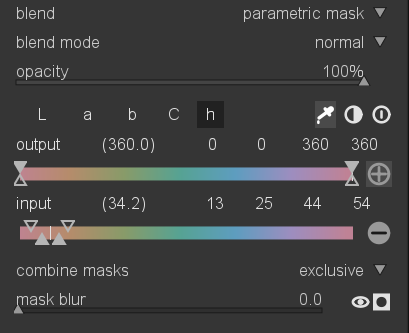 blend parametric mask
blend mode normal
opacity 100%
L a b C h
output (360.0) 0 0 360 360
input (34.2) 13 25 44 54
combine masks exclusive
mask blur 0.0